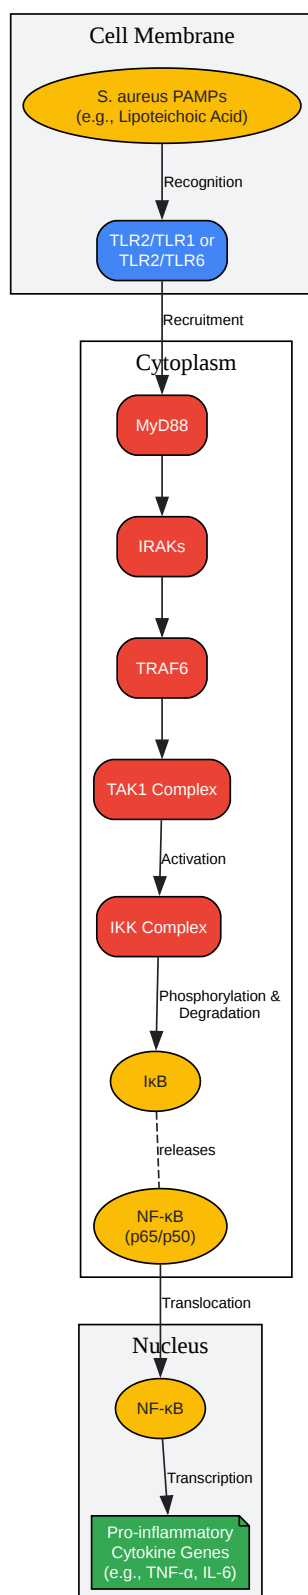 Cell Membrane
S. aureus PAMPs
(e.g., Lipoteichoic Acid)
Recognition
TLR2/TLR1 or
TLR2/TLR6
Recruitment
Cytoplasm
MyD88
IRAKs
TRAF6
TAK1 Complex
Activation
IKK Complex
Phosphorylation &
Degradation
IκB
releases
NF-κB
(p65/p50)
Translocation
Nucleus
NF-κB
Transcription
Pro-inflammatory
Cytokine Genes
(e.g., TNF-α, IL-6)